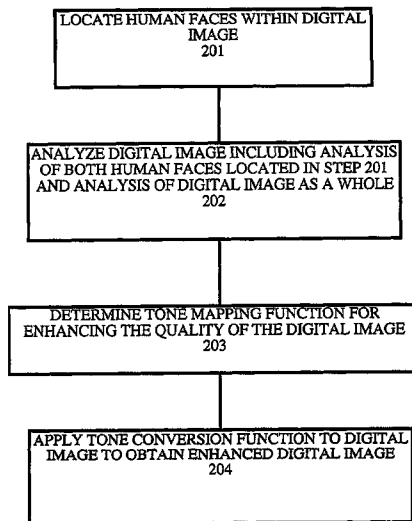 LOCATE HUMAN FACES WITHIN DIGITAL
IMAGE
201
ANALYZE DIGITAL IMAGE INCLUDING ANALYSIS
OF BOTH HUMAN FACES LOCATED IN STEP 201
AND ANALYSIS OF DIGITAL IMAGE AS A WHOLE
202
DETERMINE TONE MAPPING FUNCTION FOR
ENHANCING THE QUALITY OF THE DIGITAL IMAGE
203
APPLY TONE CONVERSION FUNCTION TO DIGITAL
IMAGE TO OBTAIN ENHANCED DIGITAL IMAGE
204